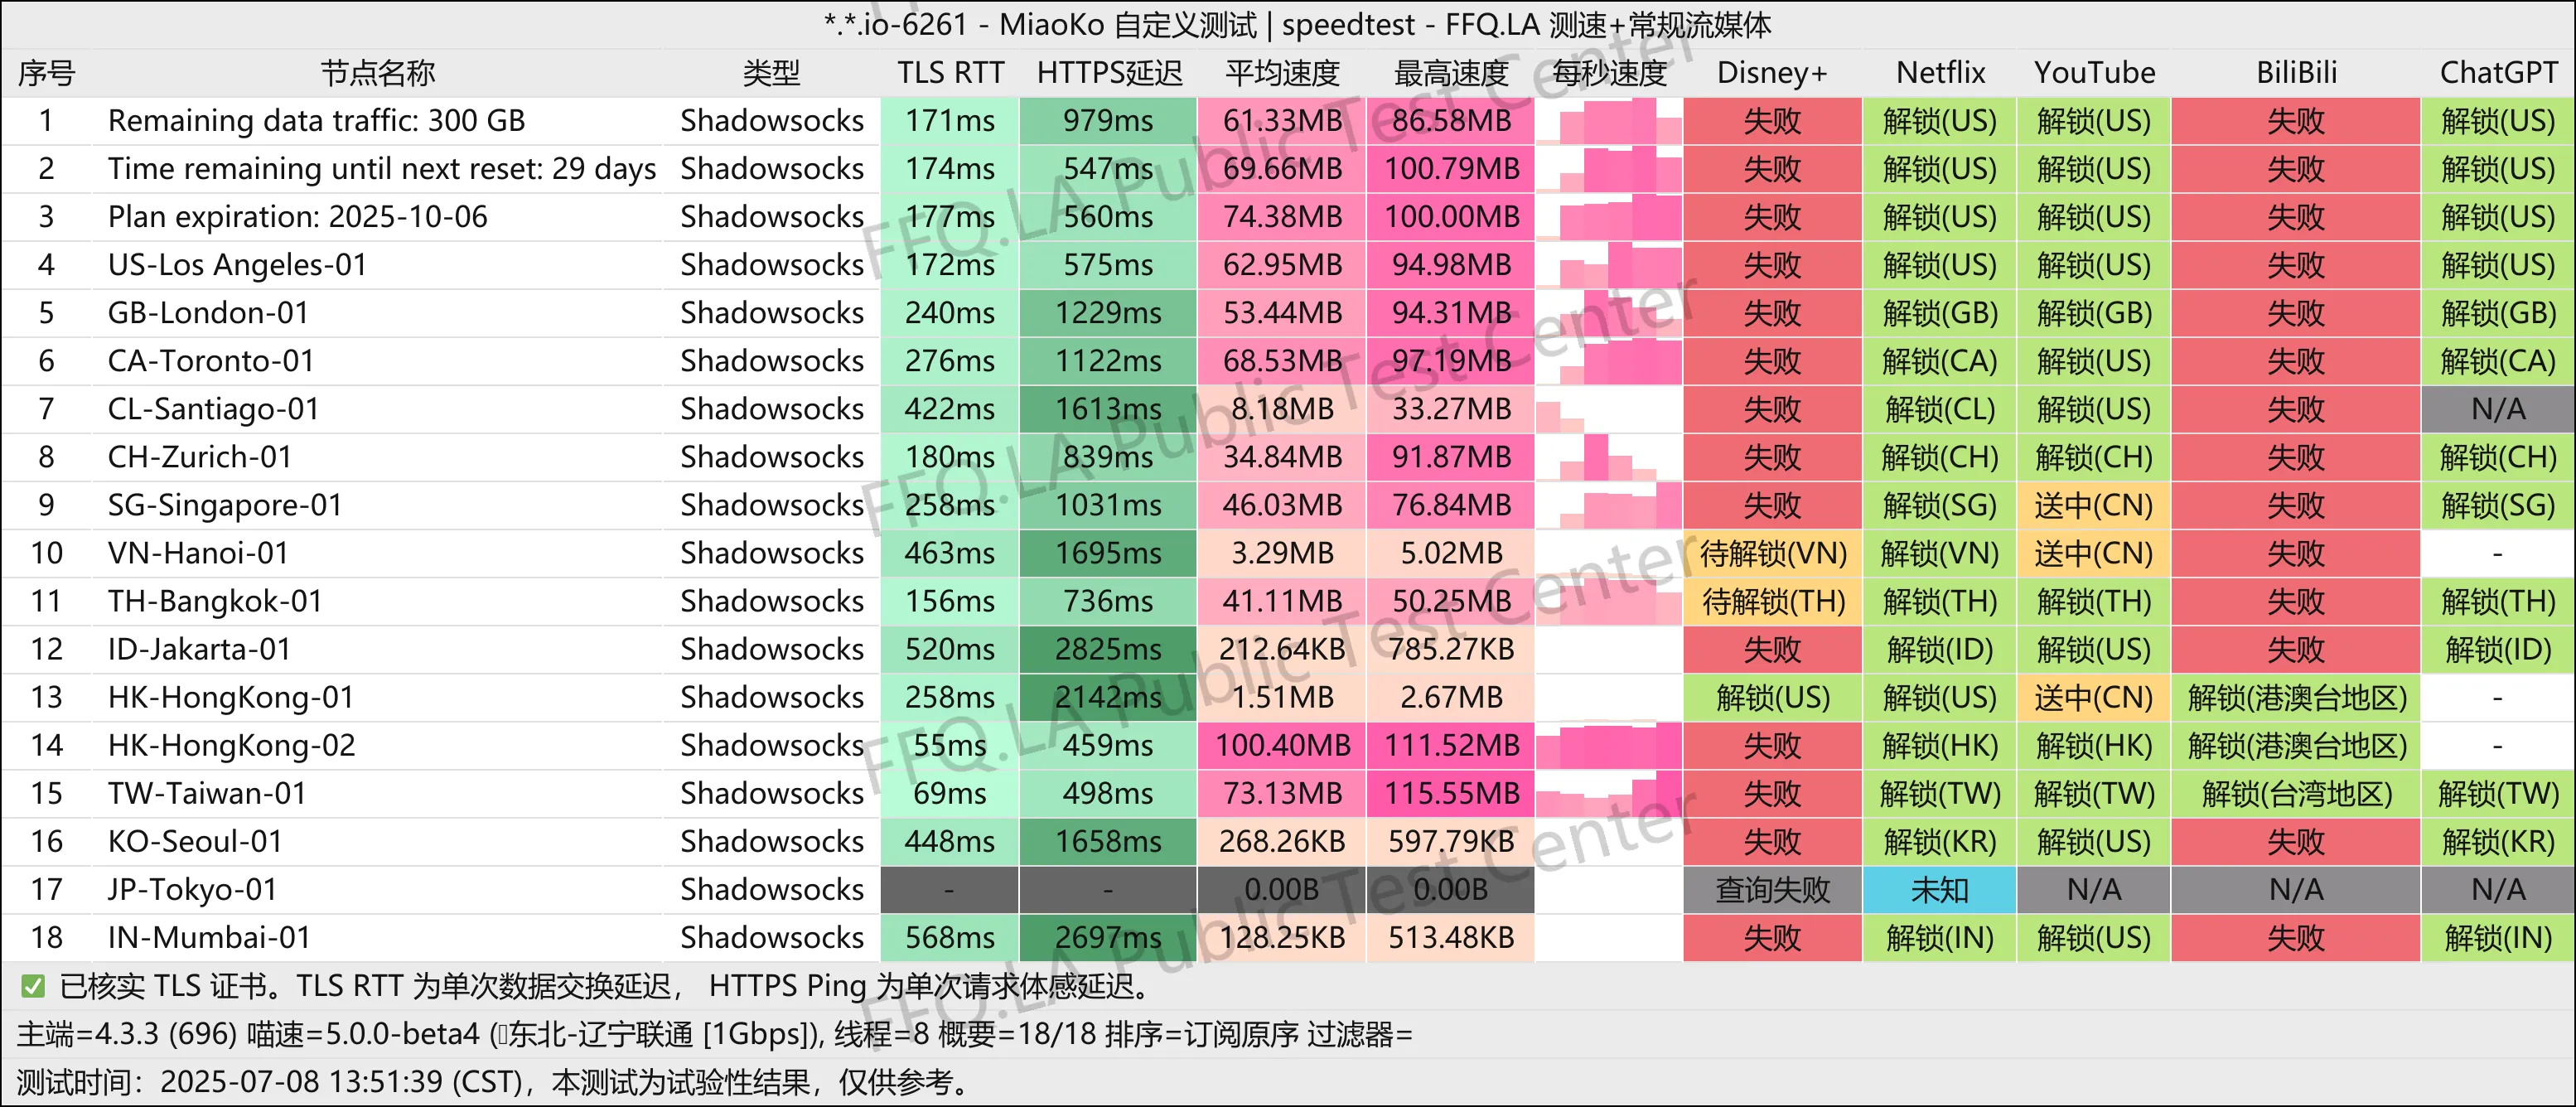 *.*.io-6261 - MiaoKo 自定义测试 | speedtest - FFQ.LA 测速+常规流媒体
序号 节点名称 类型 TLS RTT HTTPS延迟 平均速度 最高速度 每秒速度 Disney+ Netflix YouTube BiliBili ChatGPT
1 Remaining data traffic: 300 GB Shadowsocks 171ms 979ms 61.33MB 86.58MB 失败 解锁(US) 解锁(US) 失败 解锁(US)
2 Time remaining until next reset: 29 days Shadowsocks 174ms 547ms 69.66MB 100.79MB 失败 解锁(US) 解锁(US) 失败 解锁(US)
3 Plan expiration: 2025-10-06 Shadowsocks 177ms 560ms 74.38MB 100.00MB 失败 解锁(US) 解锁(US) 失败 解锁(US)
4 US-Los Angeles-01 Shadowsocks 172ms 575ms 62.95MB 94.98MB 失败 解锁(US) 解锁(US) 失败 解锁(US)
5 GB-London-01 Shadowsocks 240ms 1229ms 53.44MB 94.31MB 失败 解锁(GB) 解锁(GB) 失败 解锁(GB)
6 CA-Toronto-01 Shadowsocks 276ms 1122ms 68.53MB 97.19MB 失败 解锁(CA) 解锁(US) 失败 解锁(CA)
7 CL-Santiago-01 Shadowsocks 422ms 1613ms 8.18MB 33.27MB 失败 解锁(CL) 解锁(US) 失败 N/A
8 CH-Zurich-01 Shadowsocks 180ms 839ms 34.84MB 91.87MB 失败 解锁(CH) 解锁(CH) 失败 解锁(CH)
9 SG-Singapore-01 Shadowsocks 258ms 1031ms 46.03MB 76.84MB 失败 解锁(SG) 送中(CN) 失败 解锁(SG)
10 VN-Hanoi-01 Shadowsocks 463ms 1695ms 3.29MB 5.02MB 待解锁(VN) 解锁(VN) 送中(CN) 失败 -
11 TH-Bangkok-01 Shadowsocks 156ms 736ms 41.11MB 50.25MB 待解锁(TH) 解锁(TH) 解锁(TH) 失败 解锁(TH)
12 ID-Jakarta-01 Shadowsocks 520ms 2825ms 212.64KB 785.27KB 失败 解锁(ID) 解锁(US) 失败 解锁(ID)
13 HK-HongKong-01 Shadowsocks 258ms 2142ms 1.51MB 2.67MB 解锁(US) 解锁(US) 送中(CN) 解锁(港澳台地区) -
14 HK-HongKong-02 Shadowsocks 55ms 459ms 100.40MB 111.52MB 失败 解锁(HK) 解锁(HK) 解锁(港澳台地区) -
15 TW-Taiwan-01 Shadowsocks 69ms 498ms 73.13MB 115.55MB 失败 解锁(TW) 解锁(TW) 解锁(台湾地区) 解锁(TW)
16 KO-Seoul-01 Shadowsocks 448ms 1658ms 268.26KB 597.79KB 失败 解锁(KR) 解锁(US) 失败 解锁(KR)
17 JP-Tokyo-01 Shadowsocks - - 0.00B 0.00B 查询失败 未知 N/A N/A N/A
18 IN-Mumbai-01 Shadowsocks 568ms 2697ms 128.25KB 513.48KB 失败 解锁(IN) 解锁(US) 失败 解锁(IN)
✅ 已核实 TLS 证书。TLS RTT 为单次数据交换延迟， HTTPS Ping 为单次请求体感延迟。
主端=4.3.3 (696) 喵速=5.0.0-beta4 (东北-辽宁联通 [1Gbps]), 线程=8 概要=18/18 排序=订阅原序 过滤器=
测试时间：2025-07-08 13:51:39 (CST)，本测试为试验性结果，仅供参考。
FFQ.LA Public Test Center
FFQ.LA Public Test Center
FFQ.LA Public Test Center
FFQ.LA Public Test Center